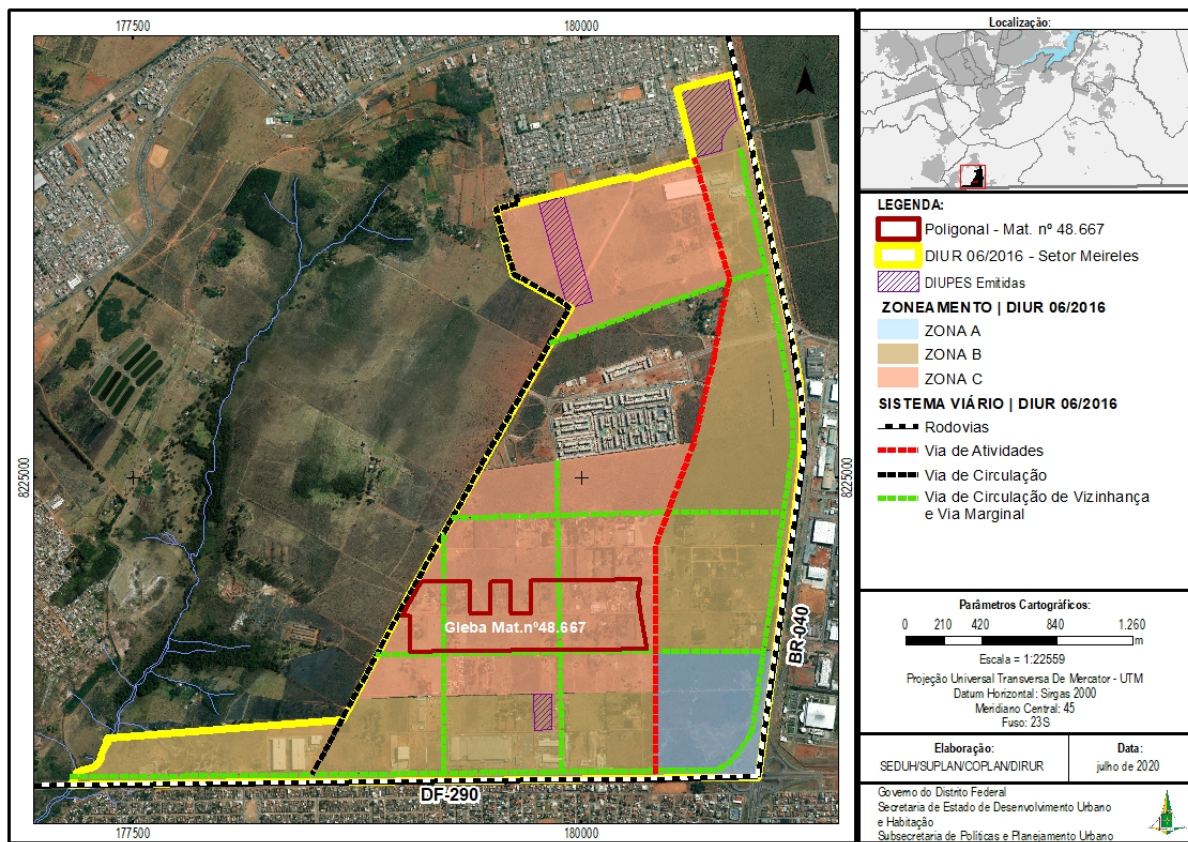 177500
180000
8225000
8225000
Gleba Mat.nº48.667
BR-040
DF-290
177500
180000
Localização:
LEGENDA:
Poligonal - Mat. nº 48.667
DIUR 06/2016 - Setor Meireles
DIUPES Emitidas
ZONEAMENTO | DIUR 06/2016
ZONA A
ZONA B
ZONA C
SISTEMA VIÁRIO | DIUR 06/2016
Rodovias
Via de Atividades
Via de Circulação
Via de Circulação de Vizinhança
e Via Marginal
Parâmetros Cartográficos:
0 210 420 840 1.260
m
Escala = 1:22559
Projeção Universal Transversa De Mercator - UTM
Datum Horizontal: Sirgas 2000
Meridiano Central: 45
Fuso: 23S
Elaboração:
SEDUH/SUPLAN/COPLAN/DIRUR
Data:
julho de 2020
Governo do Distrito Federal
Secretaria de Estado de Desenvolvimento Urbano
e Habitação
Subsecretaria de Políticas e Planejamento Urbano